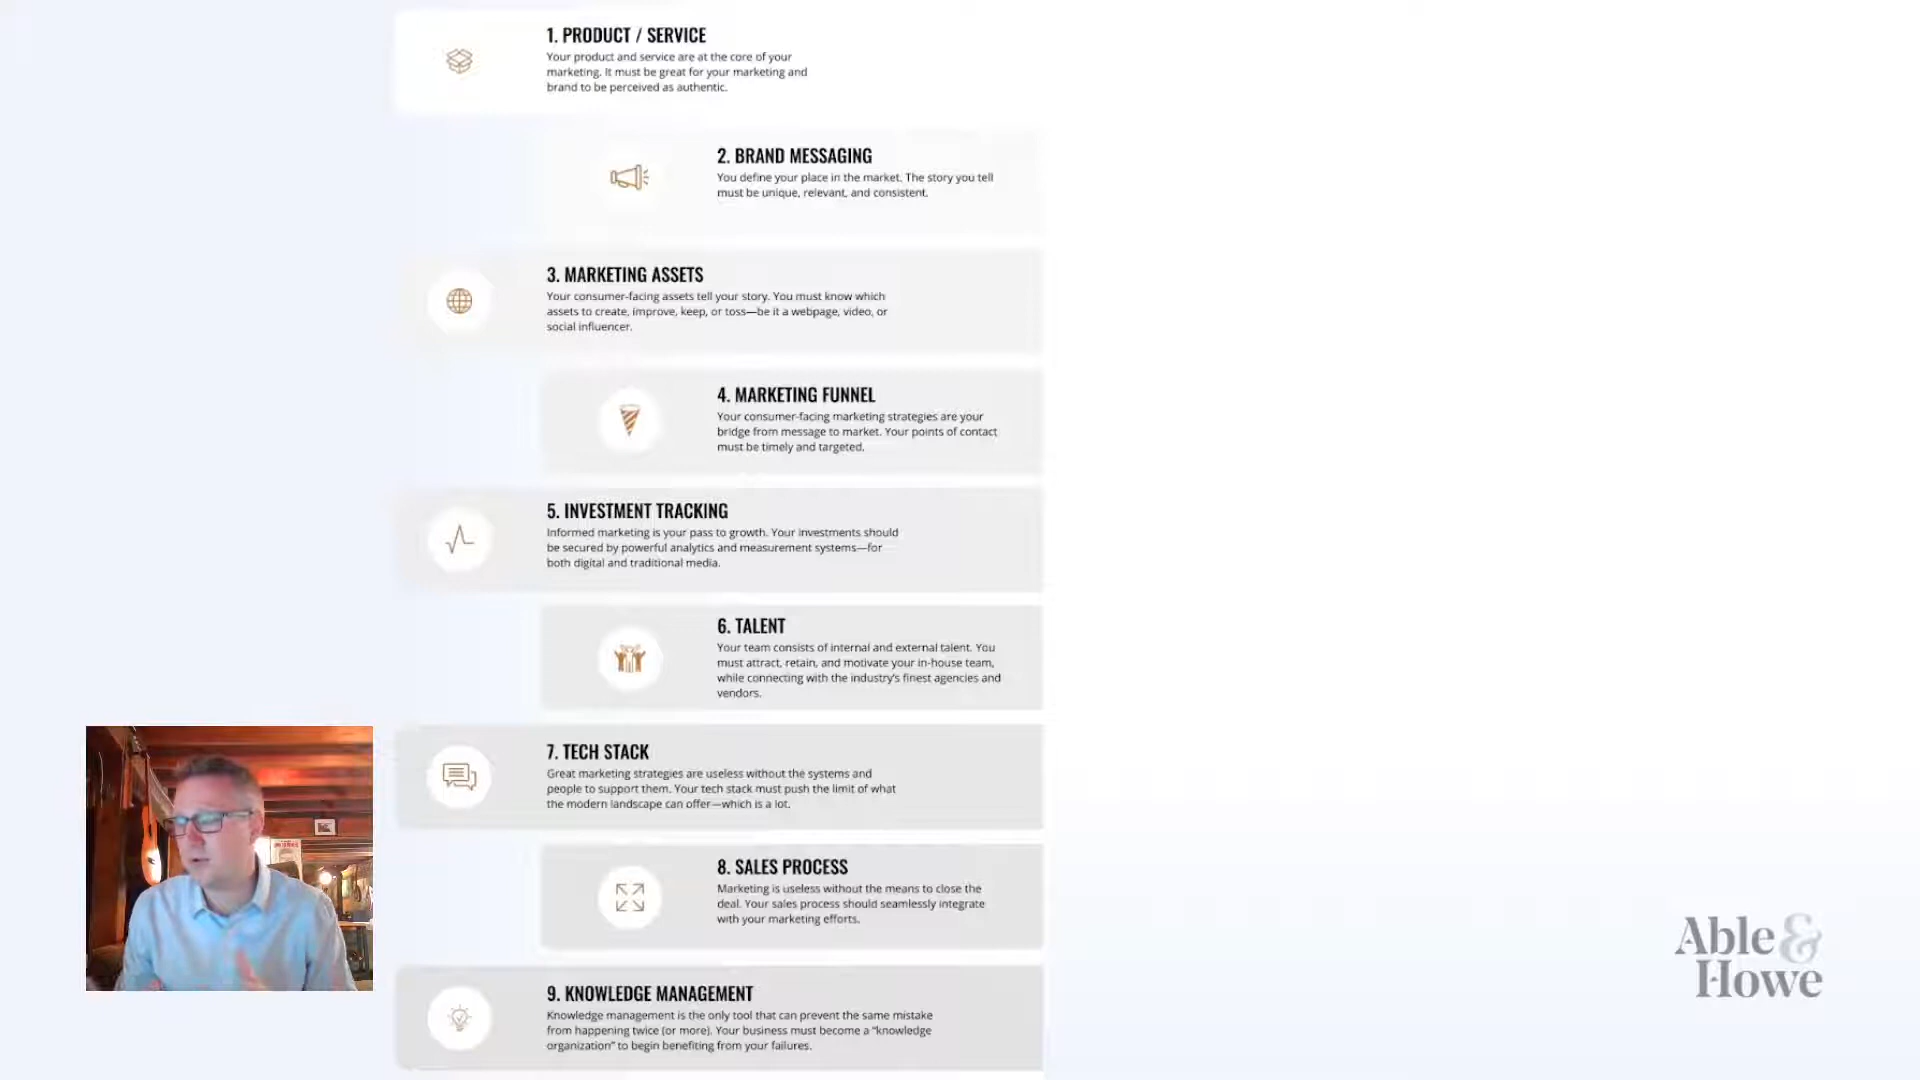 1. PRODUCT / SERVICE
Your product and service are at the core of your
marketing. It must be great for your marketing and
brand to be perceived as authentic.
2. BRAND MESSAGING
You define your place in the market. The story you tell
must be unique, relevant, and consistent.
3. MARKETING ASSETS
Your consumer-facing assets tell your story. You must know which
assets to create, improve, keep, or toss—be it a webpage, video, or
social influencer.
4. MARKETING FUNNEL
Your consumer-facing marketing strategies are your
bridge from message to market. Your points of contact
must be timely and targeted.
5. INVESTMENT TRACKING
Informed marketing is your pass to growth. Your investments should
be secured by powerful analytics and measurement systems—for
both digital and traditional media.
6. TALENT
Your team consists of internal and external talent. You
must attract, retain, and motivate your in-house team,
while connecting with the industry's finest agencies and
vendors.
7. TECH STACK
Great marketing strategies are useless without the systems and
people to support them. Your tech stack must push the limit of what
the modern landscape can offer—which is a lot.
8. SALES PROCESS
Marketing is useless without the means to close the
deal. Your sales process should seamlessly integrate
with your marketing efforts.
9. KNOWLEDGE MANAGEMENT
Knowledge management is the only tool that can prevent the same mistake
from happening twice (or more). Your business must become a "knowledge
organization" to begin benefiting from your failures.
Able &
Howe